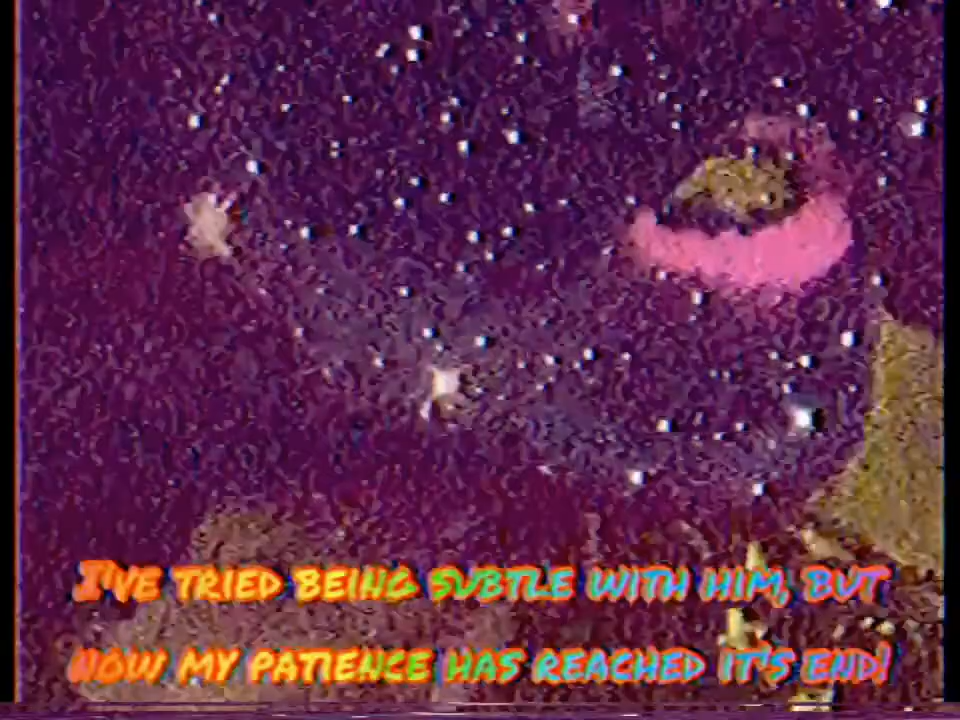 I'VE TRIED BEING SUBTLE WITH HIM, BUT
NOW MY PATIENCE HAS REACHED IT'S END!